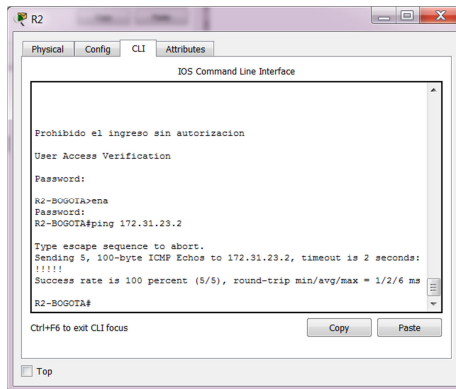 R2
Physical Config CLI Attributes
IOS Command Line Interface
Prohibido el ingreso sin autorizacion
User Access Verification
Password:
R2-BOGOTA>ena
Password:
R2-BOGOTA#ping 172.31.23.2
Type escape sequence to abort.
Sending 5, 100-byte ICMP Echos to 172.31.23.2, timeout is 2 seconds:
!!!!!
Success rate is 100 percent (5/5), round-trip min/avg/max = 1/2/6 ms
R2-BOGOTA#
Ctrl+F6 to exit CLI focus Copy Paste
Top